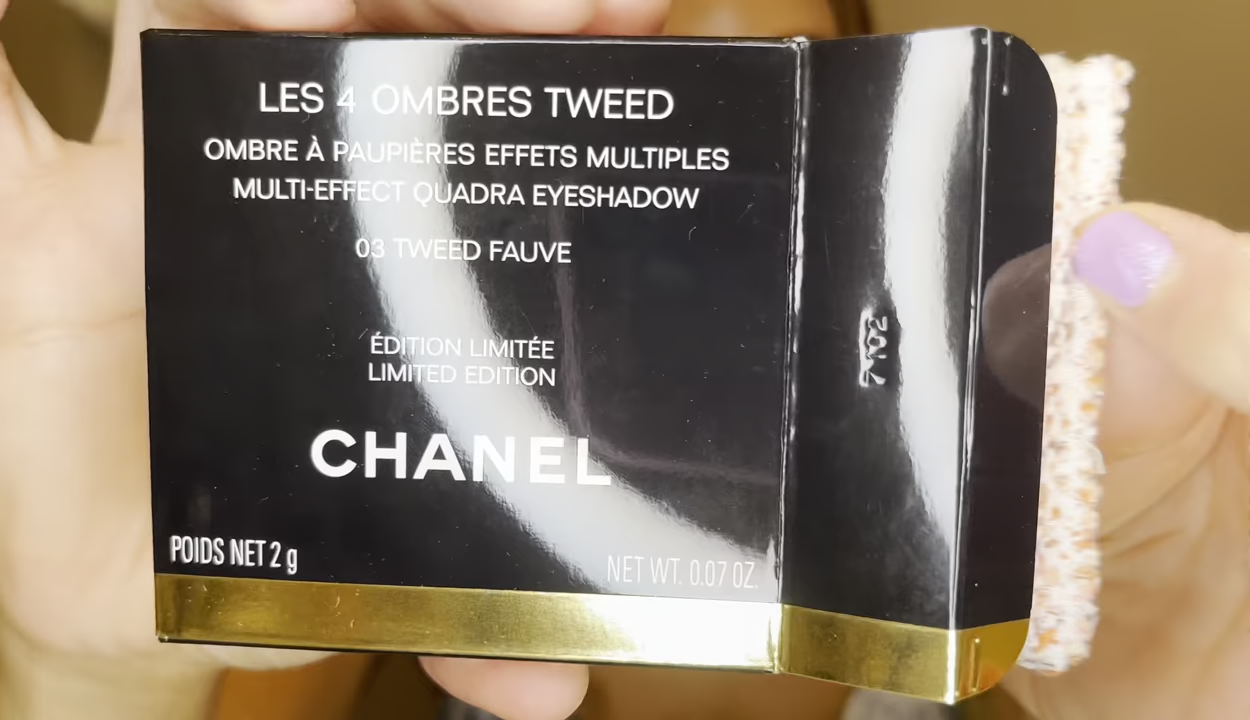 LES 4 OMBRES TWEED
OMBRE À PAUPIÈRES EFFETS MULTIPLES
MULTI-EFFECT QUADRA EYESHADOW
03 TWEED FAUVE
ÉDITION LIMITÉE
LIMITED EDITION
CHANEL
POIDS NET 2 g
NET WT. 0.07 OZ.